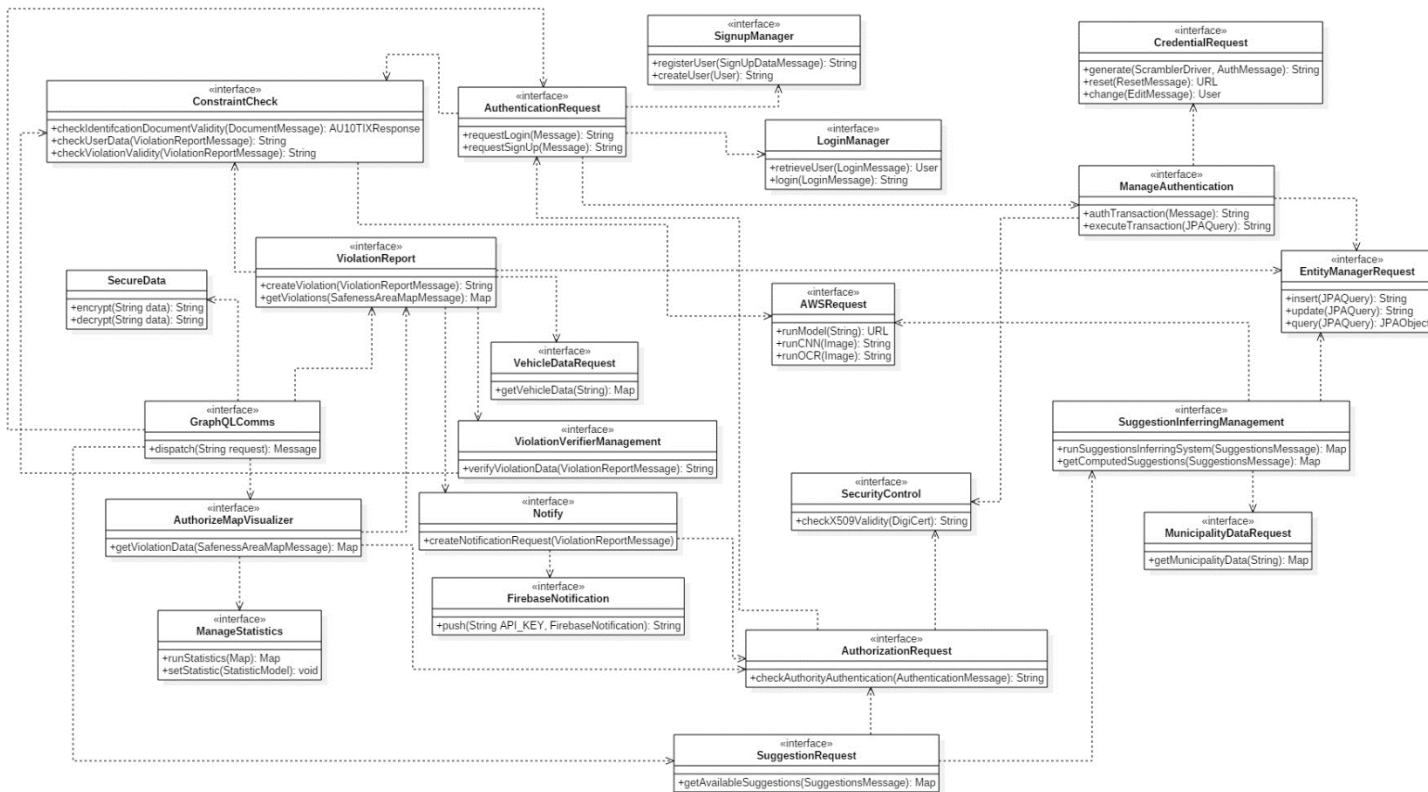 «interface»
SignupManager
+registerUser(SignUpDataMessage): String
+createUser(User): String
«interface»
CredentialRequest
+generate(ScramblerDriver, AuthMessage): String
+reset(ResetMessage): URL
+change(EditMessage): User
«interface»
ConstraintCheck
+checkIdentifcationDocumentValidity(DocumentMessage): AU10TIXResponse
+checkUserData(ViolationReportMessage): String
+checkViolationValidity(ViolationReportMessage): String
«interface»
AuthenticationRequest
+requestLogin(Message): String
+requestSignUp(Message): String
«interface»
LoginManager
+retrieveUser(LoginMessage): User
+login(LoginMessage): String
«interface»
ManageAuthentication
+authTransaction(Message): String
+executeTransaction(JPAQuery): String
«interface»
ViolationReport
+createViolation(ViolationReportMessage): String
+getViolations(SafenessAreaMapMessage): Map
«interface»
EntityManagerRequest
+insert(JPAQuery): String
+update(JPAQuery): String
+query(JPAQuery): JPAObject
SecureData
+encrypt(String data): String
+decrypt(String data): String
«interface»
AWSRequest
+runModel(String): URL
+runCNN(Image): String
+runOCR(Image): String
«interface»
VehicleDataRequest
+getVehicleData(String): Map
«interface»
GraphQLComms
+dispatch(String request): Message
«interface»
ViolationVerifierManagement
+verifyViolationData(ViolationReportMessage): String
«interface»
SuggestionInferringManagement
+runSuggestionsInferringSystem(SuggestionsMessage): Map
+getComputedSuggestions(SuggestionsMessage): Map
«interface»
SecurityControl
+checkX509Validity(DigiCert): String
«interface»
AuthorizeMapVisualizer
+getViolationData(SafenessAreaMapMessage): Map
«interface»
Notify
+createNotificationRequest(ViolationReportMessage)
«interface»
MunicipalityDataRequest
+getMunicipalityData(String): Map
«interface»
FirebaseNotification
+push(String API_KEY, FirebaseNotification): String
«interface»
ManageStatistics
+runStatistics(Map): Map
+setStatistic(StatisticModel): void
«interface»
AuthorizationRequest
+checkAuthorityAuthentication(AuthenticationMessage): String
«interface»
SuggestionRequest
+getAvailableSuggestions(SuggestionsMessage): Map